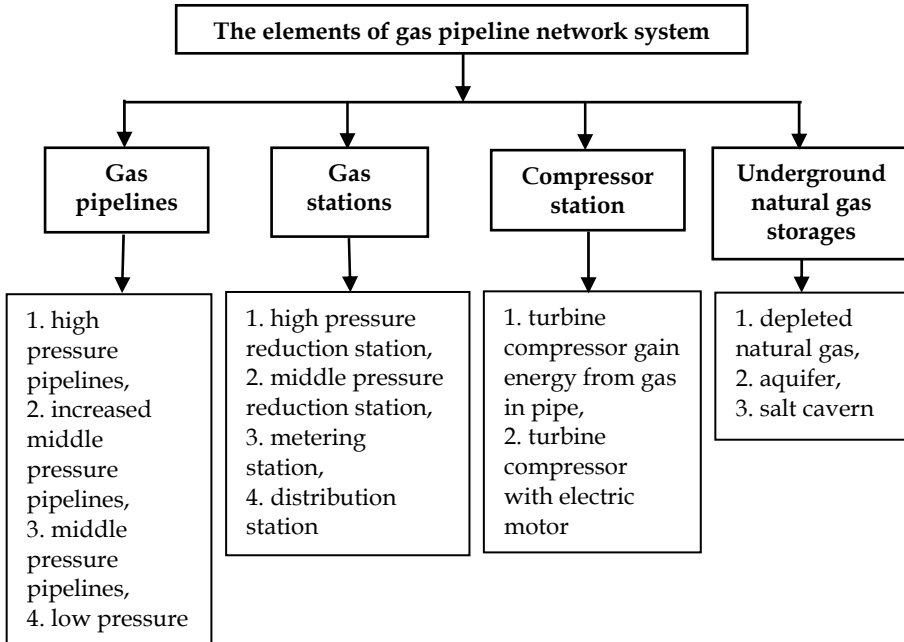 The elements of gas pipeline network system
Gas
pipelines
Gas
stations
Compressor
station
Underground
natural gas
storages
1. high
pressure
pipelines,
2. increased
middle
pressure
pipelines,
3. middle
pressure
pipelines,
4. low pressure
1. high pressure
reduction station,
2. middle pressure
reduction station,
3. metering
station,
4. distribution
station
1. turbine
compressor gain
energy from gas
in pipe,
2. turbine
compressor
with electric
motor
1. depleted
natural gas,
2. aquifer,
3. salt cavern